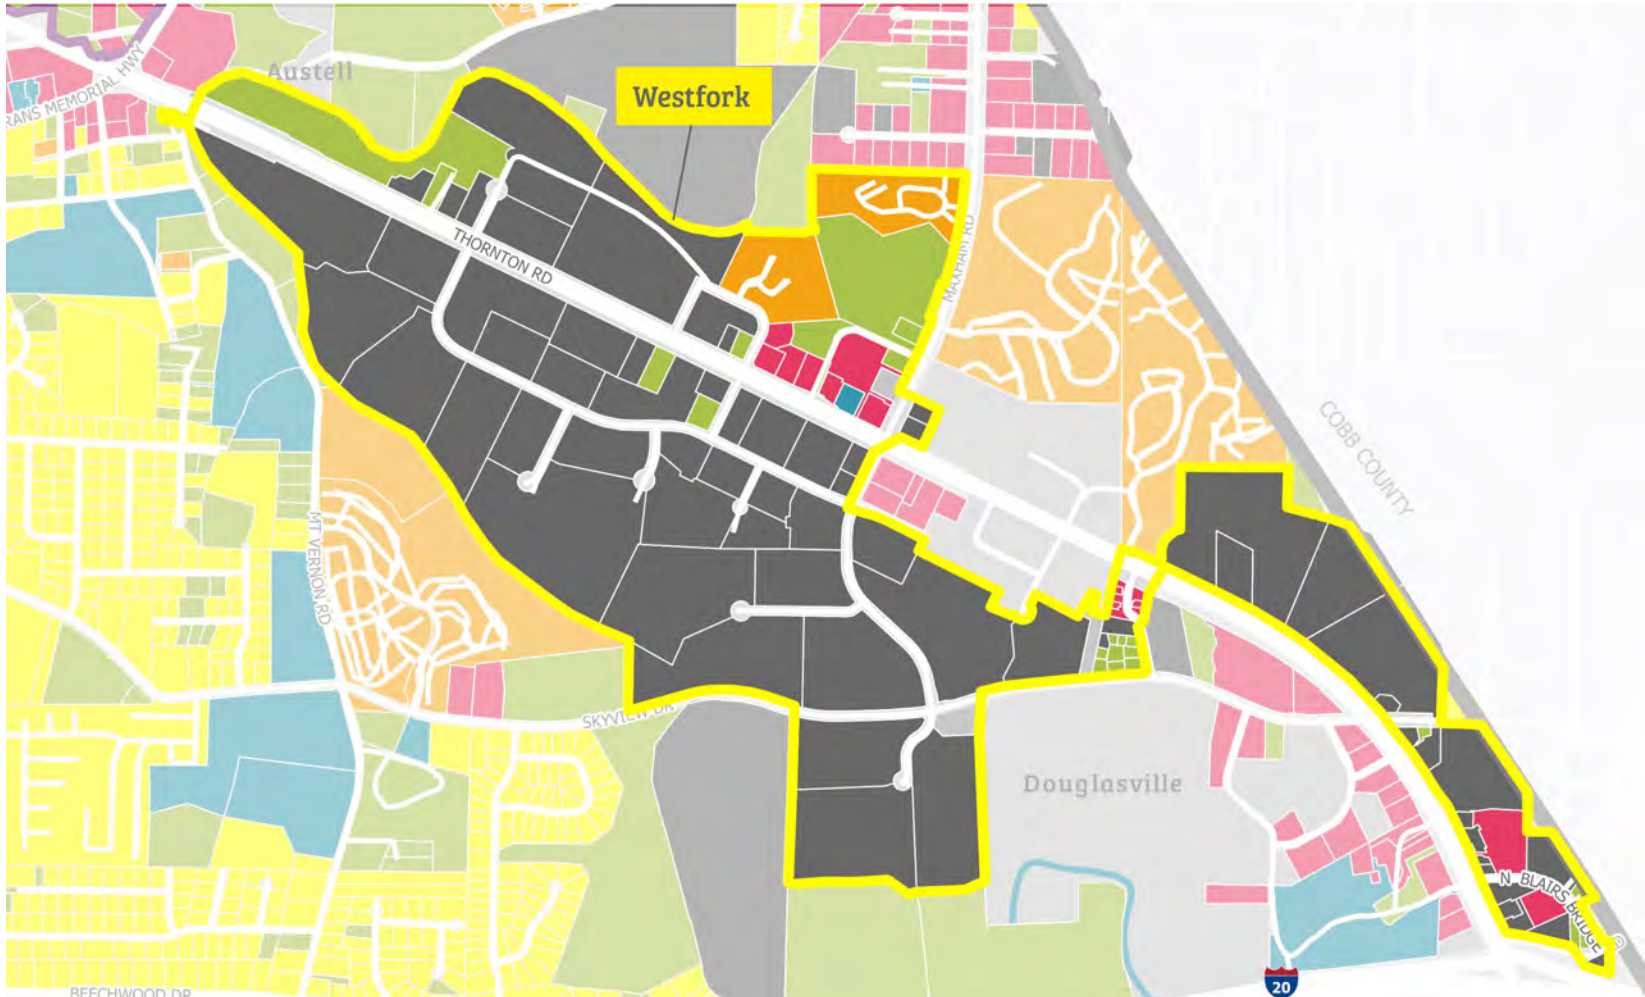 Austell
RANS MEMORIAL HWY
Westfork
THORNTON RD
MAXHAM RD
COBB COUNTY
MT VERNON RD
SKYVIEW DR
Douglasville
N BLAIRS BRIDGE
20
BEECHWOOD DR